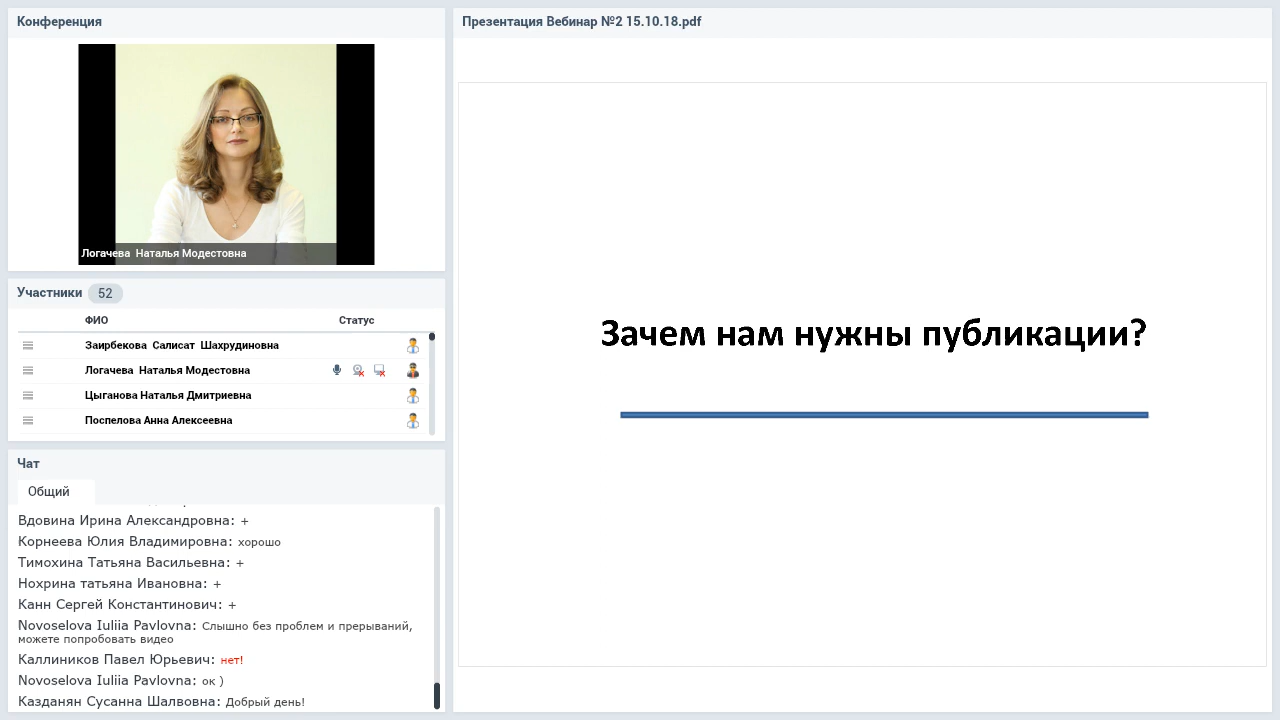 Конференция
Логачева Наталья Модестовна
Участники 52
ФИО Статус
Заирбекова Салисат Шахрудиновна
Логачева Наталья Модестовна
Цыганова Наталья Дмитриевна
Поспелова Анна Алексеевна
Чат
Общий
Вдовина Ирина Александровна: +
Корнеева Юлия Владимировна: хорошо
Тимохина Татьяна Васильевна: +
Нохрина татьяна Ивановна: +
Канн Сергей Константинович: +
Novoselova Iuliia Pavlovna: Слышно без проблем и прерываний,
можете попробовать видео
Каллиников Павел Юрьевич: нет!
Novoselova Iuliia Pavlovna: ок )
Казданян Сусанна Шалвовна: Добрый день!
Презентация Вебинар №2 15.10.18.pdf
Зачем нам нужны публикации?